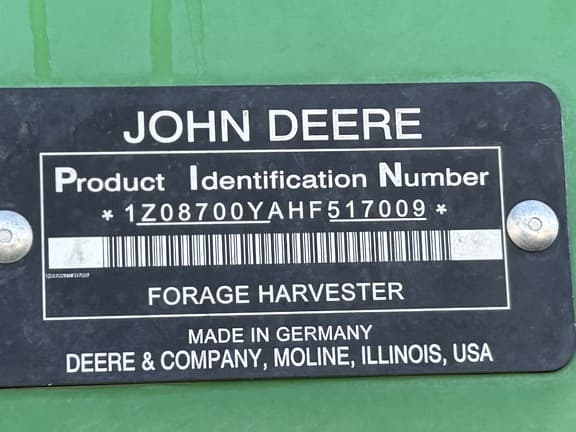 JOHN DEERE
Product Identification Number
*1Z08700YAHF517009*
FORAGE HARVESTER
MADE IN GERMANY
DEERE & COMPANY, MOLINE, ILLINOIS, USA